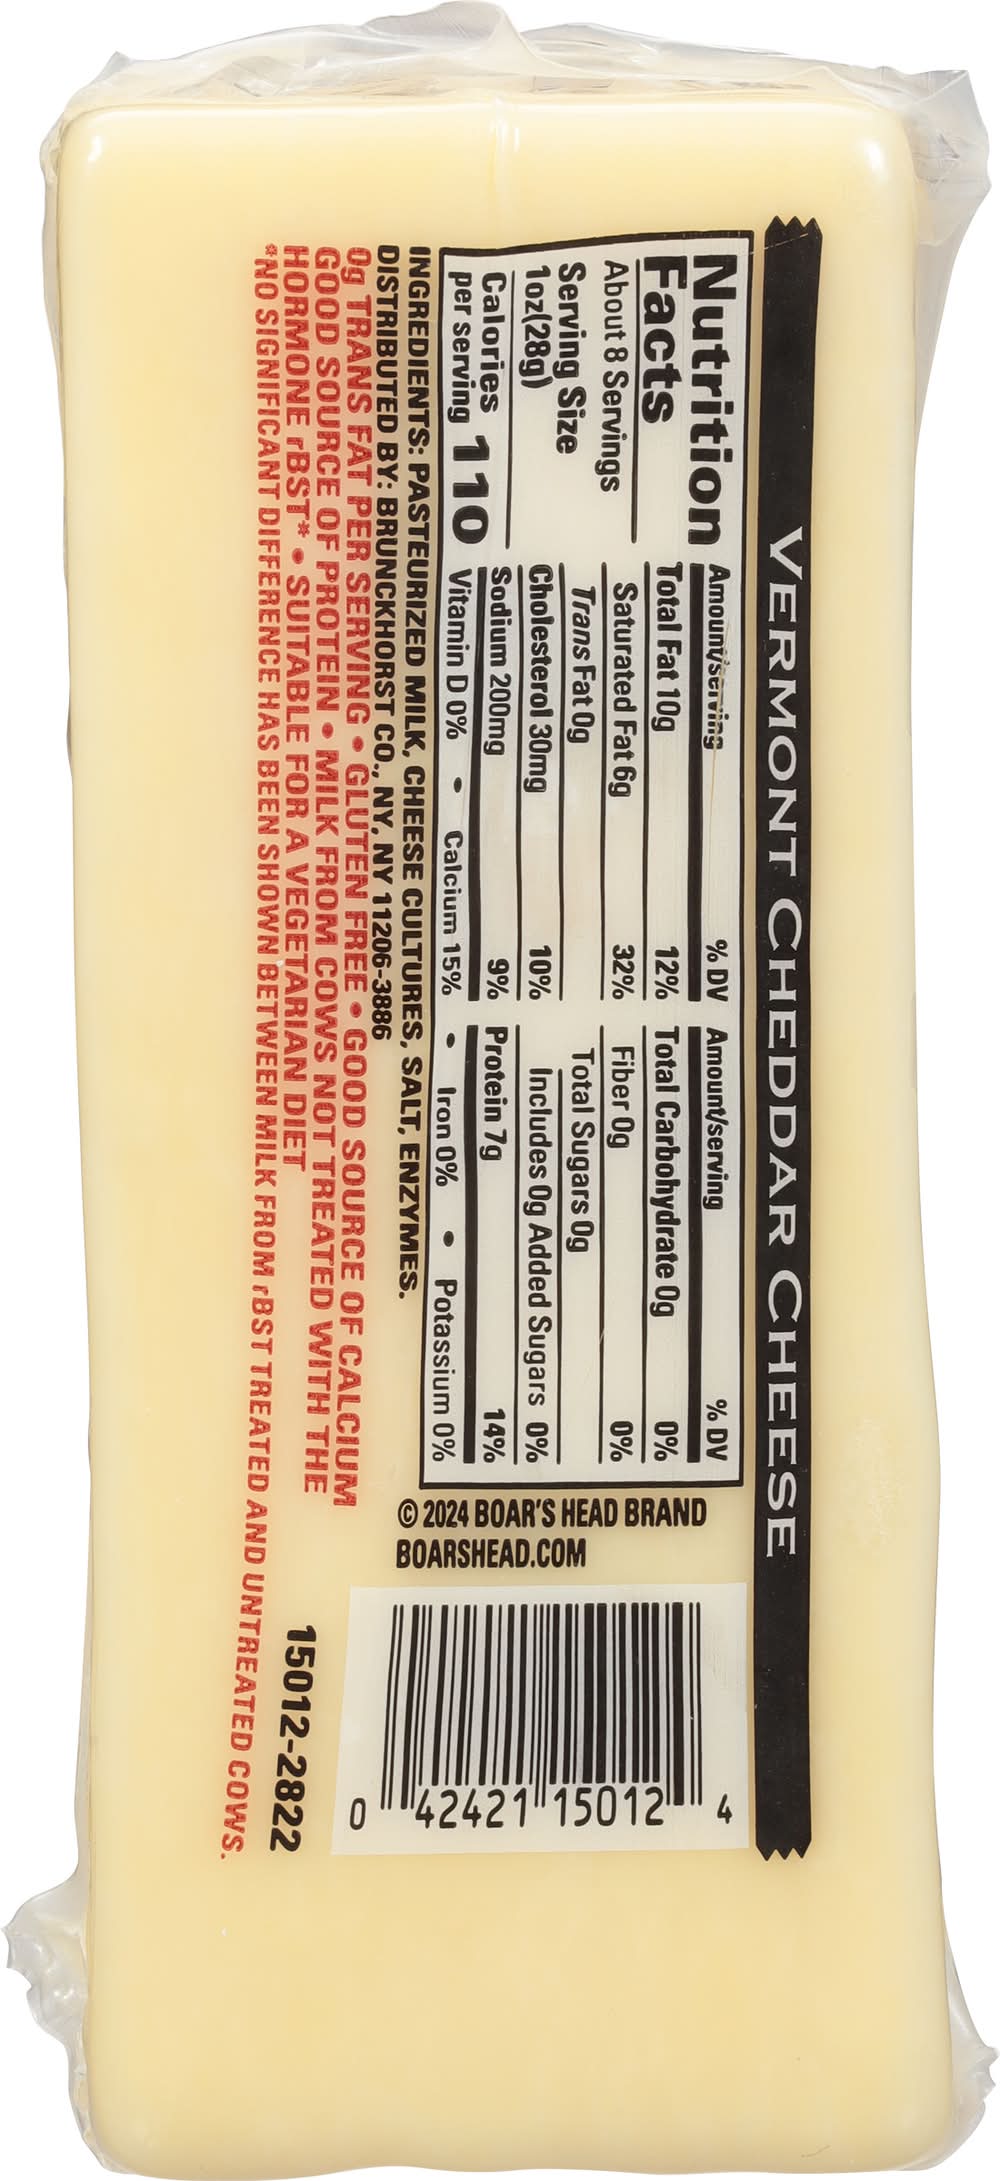 VERMONT CHEDDAR CHEESE
Nutrition
Facts
About 8 Servings
Serving Size
1oz(28g)
Calories
per serving 110
Amount/serving % DV
Total Fat 10g 12%
Saturated Fat 6g 32%
Trans Fat 0g
Cholesterol 30mg 10%
Sodium 200mg 9%
Amount/serving % DV
Total Carbohydrate 0g 0%
Fiber 0g 0%
Total Sugars 0g
Includes 0g Added Sugars 0%
Protein 7g 14%
Vitamin D 0% • Calcium 15% • Iron 0% • Potassium 0%
INGREDIENTS: PASTEURIZED MILK, CHEESE CULTURES, SALT, ENZYMES.
DISTRIBUTED BY: BRUNCKHORST CO., NY, NY 11206-3886
0g TRANS FAT PER SERVING • GLUTEN FREE • GOOD SOURCE OF CALCIUM
GOOD SOURCE OF PROTEIN • MILK FROM COWS NOT TREATED WITH THE
HORMONE rBST* • SUITABLE FOR A VEGETARIAN DIET
*NO SIGNIFICANT DIFFERENCE HAS BEEN SHOWN BETWEEN MILK FROM rBST TREATED AND UNTREATED COWS.
© 2024 BOAR'S HEAD BRAND
BOARSHEAD.COM
0 42421 15012 4
15012-2822